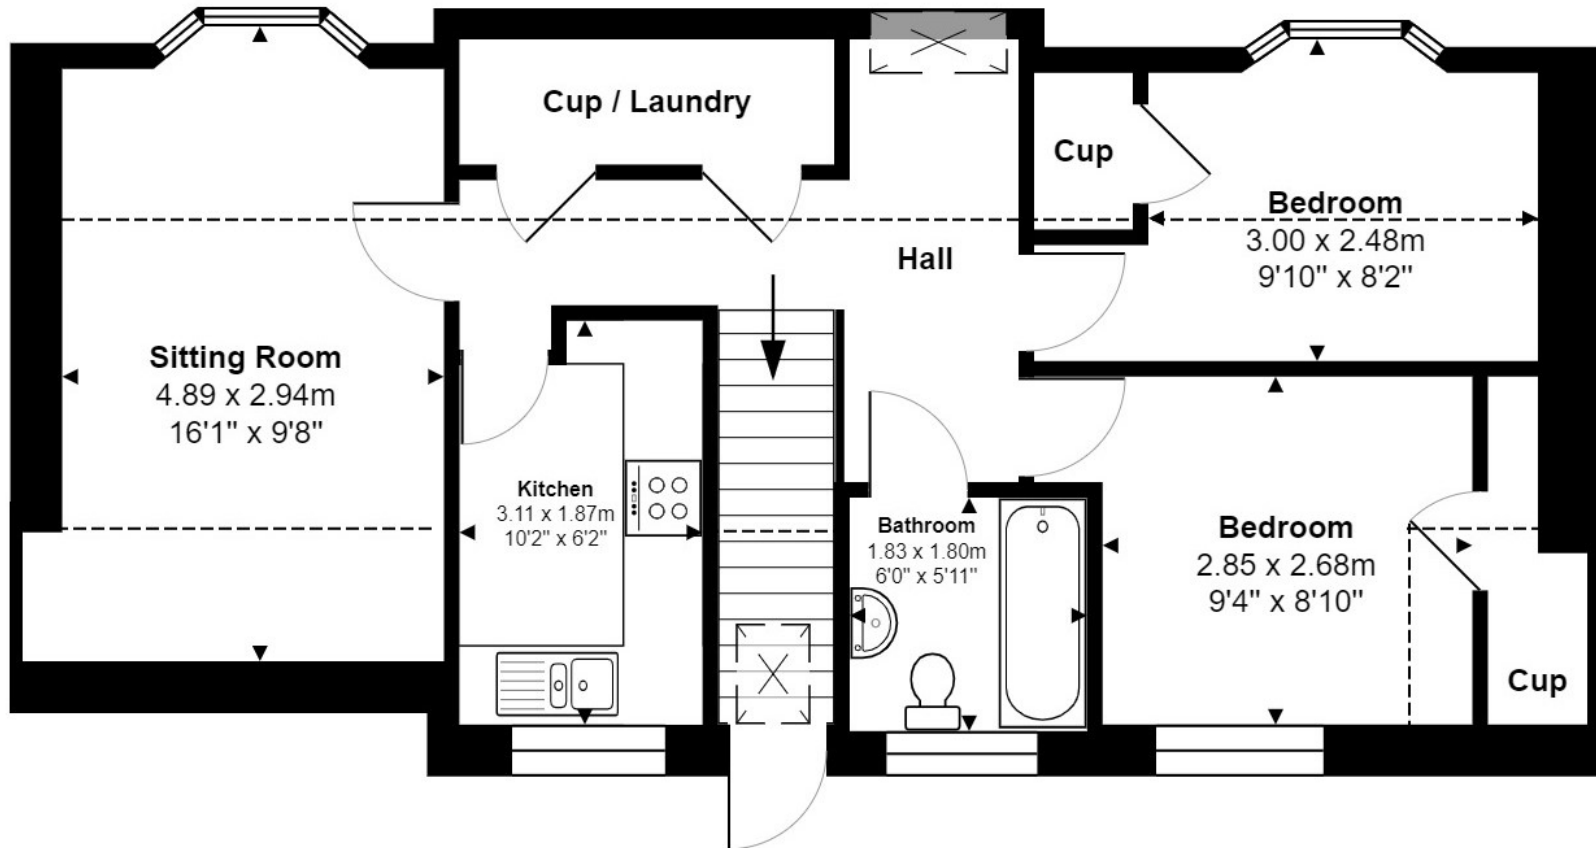 Cup / Laundry
Cup
Bedroom
3.00 x 2.48m
9'10" x 8'2"
Hall
Sitting Room
4.89 x 2.94m
16'1" x 9'8"
Kitchen
3.11 x 1.87m
10'2" x 6'2"
Bathroom
1.83 x 1.80m
6'0" x 5'11"
Bedroom
2.85 x 2.68m
9'4" x 8'10"
Cup